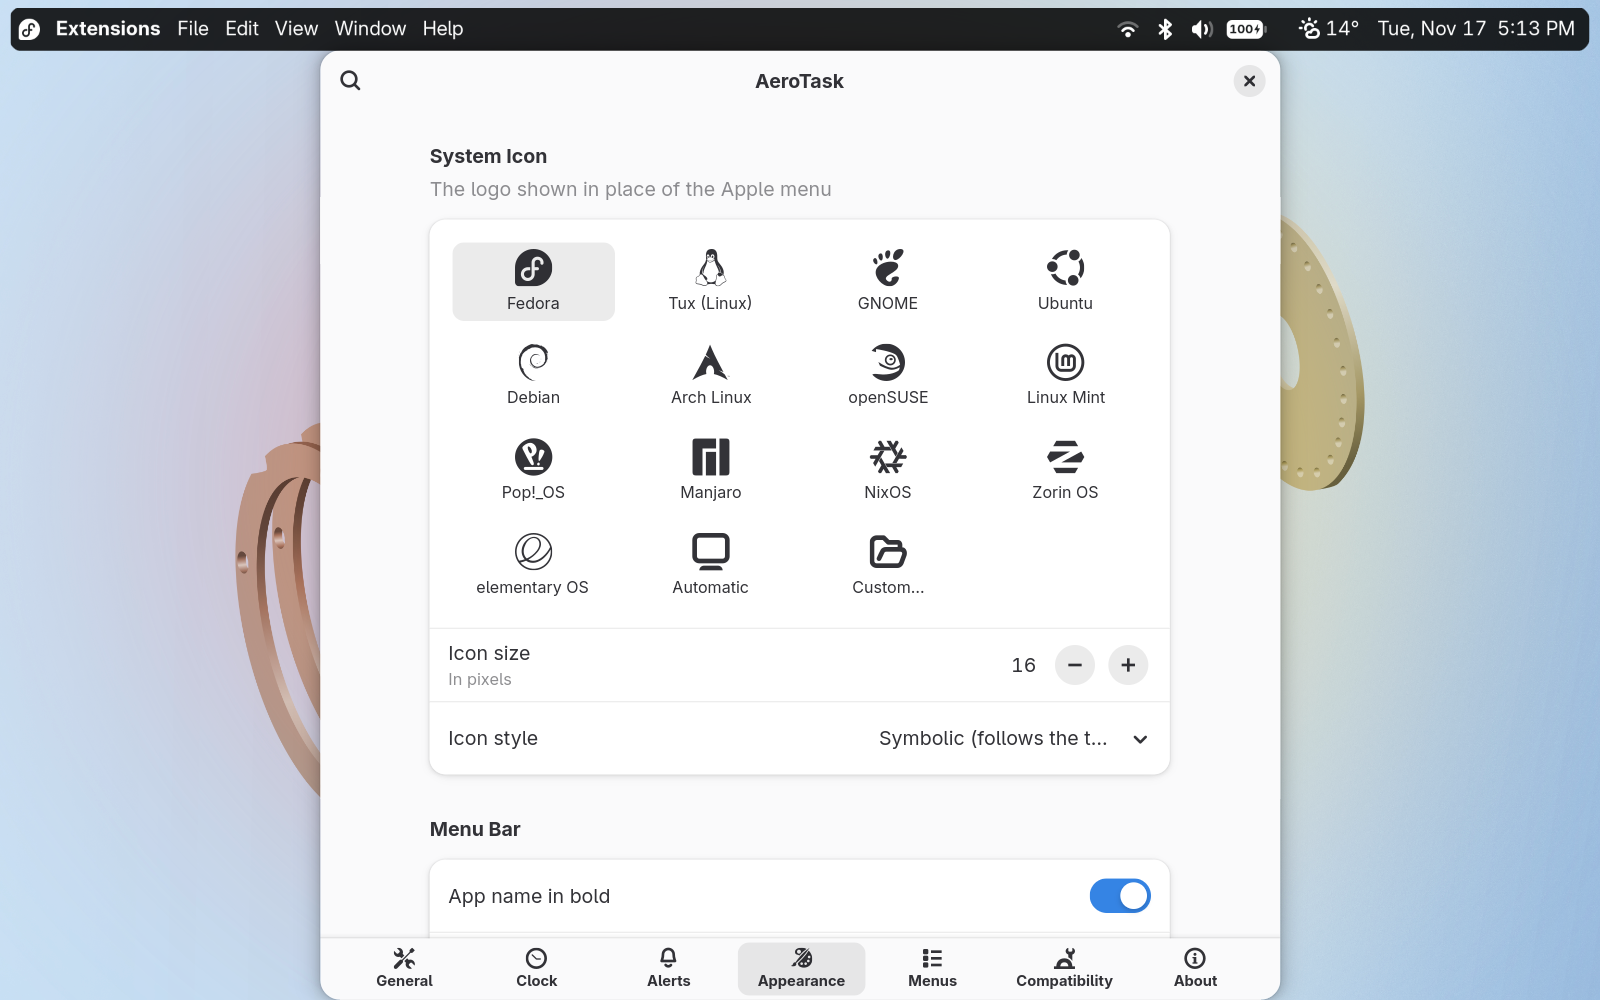 Extensions File Edit View Window Help 100 14° Tue, Nov 17 5:13 PM
AeroTask
System Icon
The logo shown in place of the Apple menu
Fedora Tux (Linux) GNOME Ubuntu
Debian Arch Linux openSUSE Linux Mint
Pop!_OS Manjaro NixOS Zorin OS
elementary OS Automatic Custom...
Icon size
In pixels
16
Icon style Symbolic (follows the t...
Menu Bar
App name in bold
General Clock Alerts Appearance Menus Compatibility About